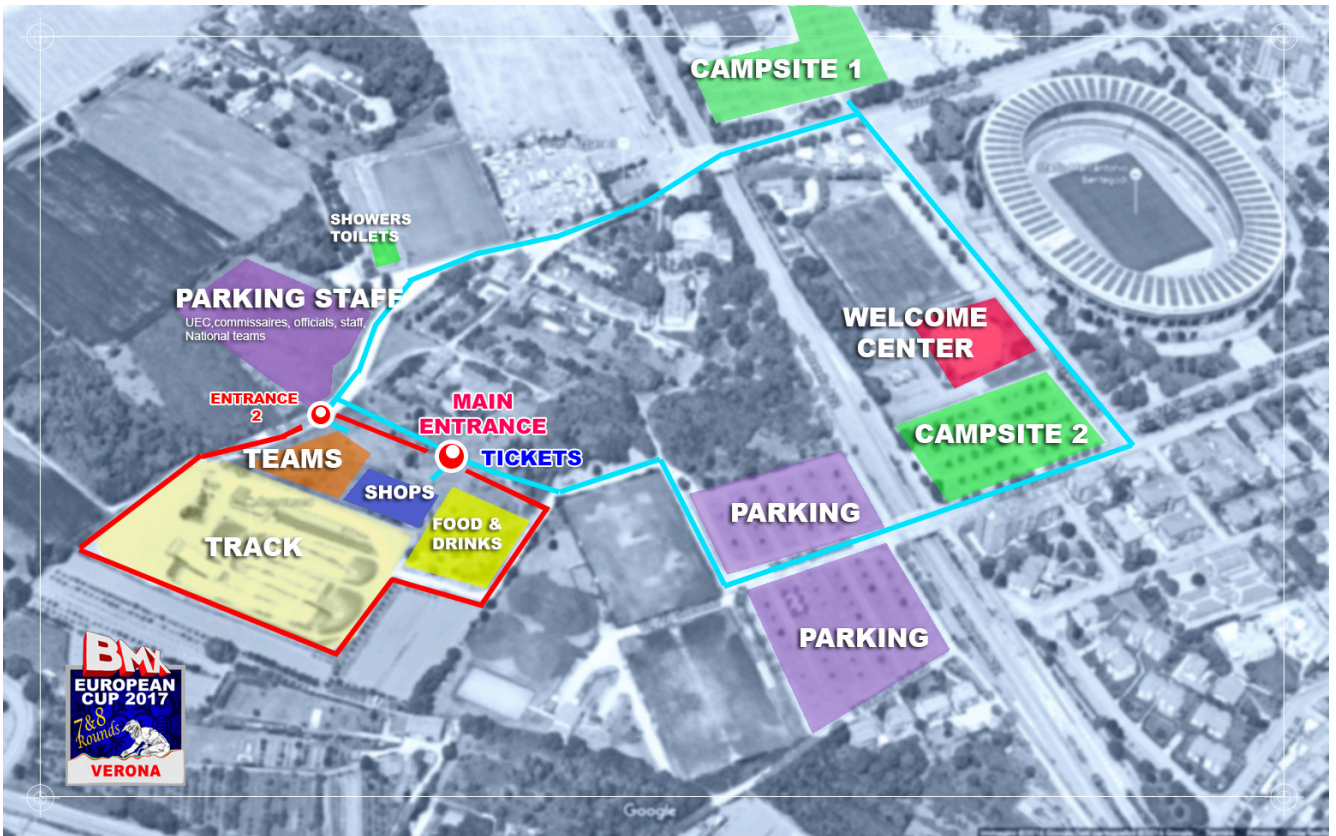 CAMPSITE 1
SHOWERS
TOILETS
PARKING STAFF
UEC,commissaires, officials, staff,
National teams
WELCOME
CENTER
ENTRANCE
2
MAIN
ENTRANCE
TICKETS
CAMPSITE 2
TEAMS
SHOPS
FOOD &
DRINKS
PARKING
TRACK
PARKING
BMX
EUROPEAN
CUP 2017
7&8
Rounds
VERONA
Google